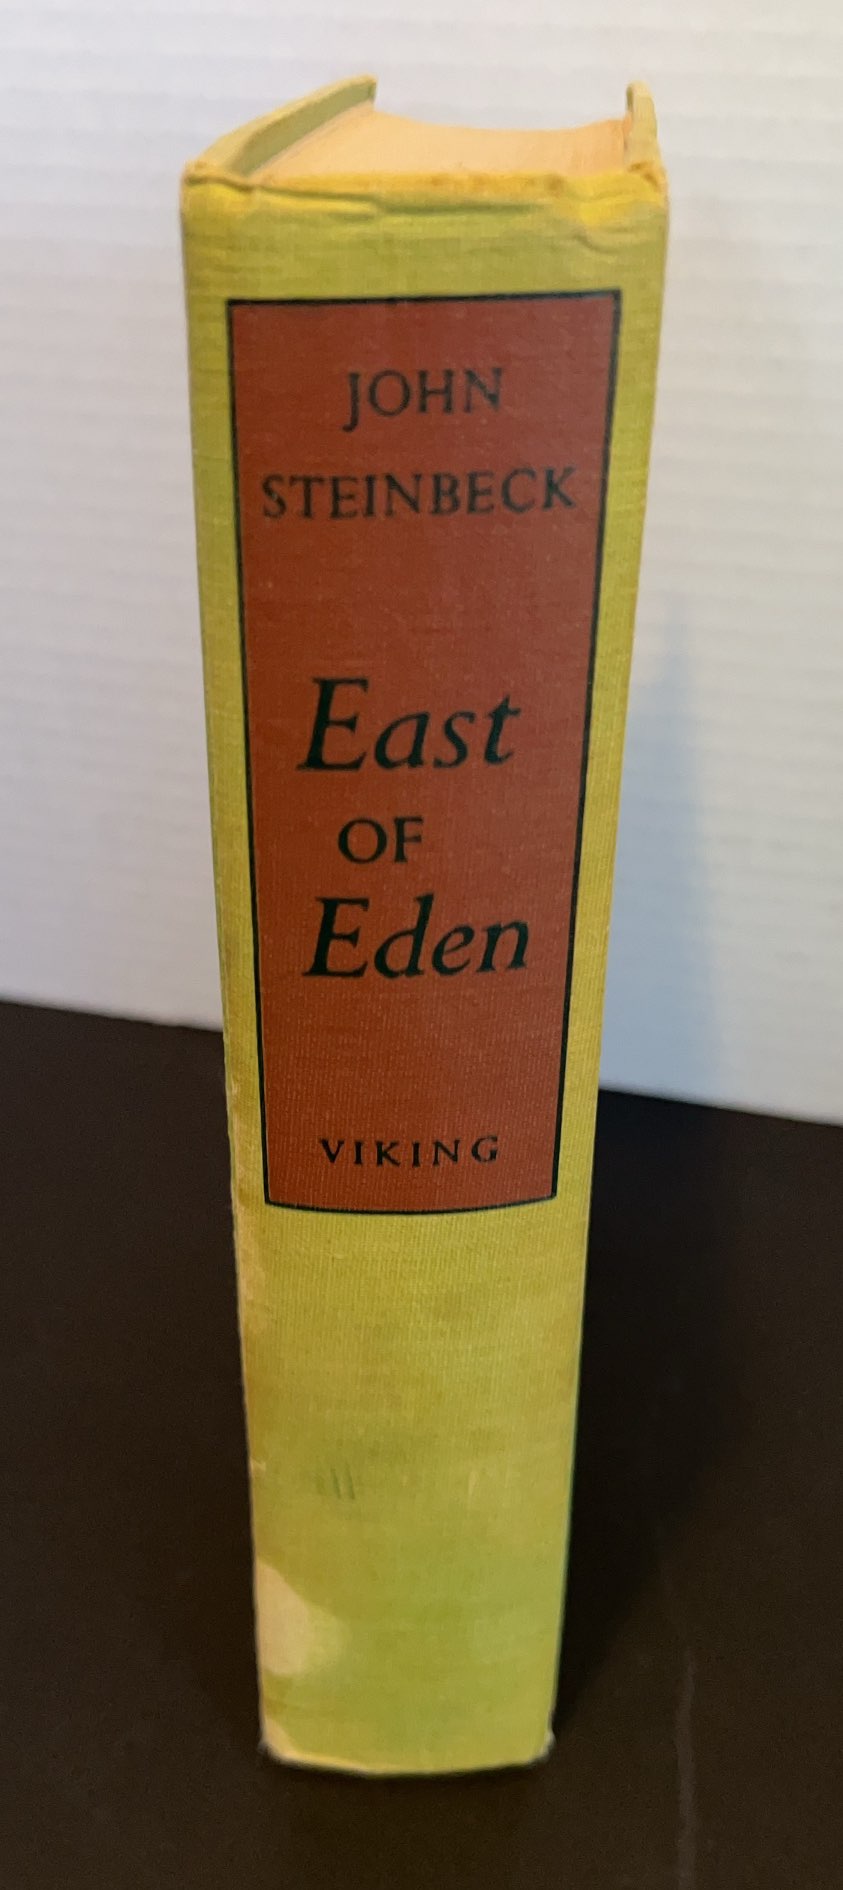 JOHN
STEINBECK
East
OF
Eden
VIKING